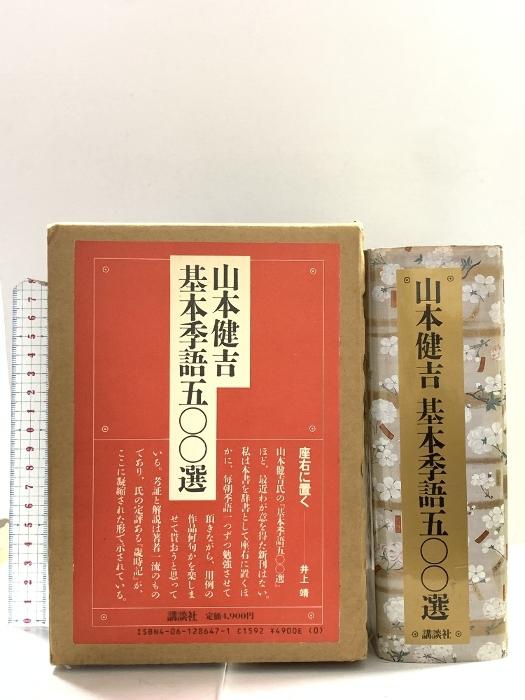 山本健吉
基本季語五〇〇選
座右に置く――井上 靖
山本健吉氏の『基本季語五〇〇選』
ほど、最近わが意を得た新刊はない。
私は本書を辞書として座右に置くほ
かに、毎朝季語一つずつ勉強させて
頂きながら、用例の
作品何句かを楽しま
せて貰おうと思って
いる。考証と解説は著者一流のもの
であり、氏の定評ある『歳時記』が、
ここに凝縮された形で示されている。
講談社 定価4,900円
ISBN4-06-128647-1 C1592 ¥4900E (0)
山本健吉 基本季語五〇〇選
講談社